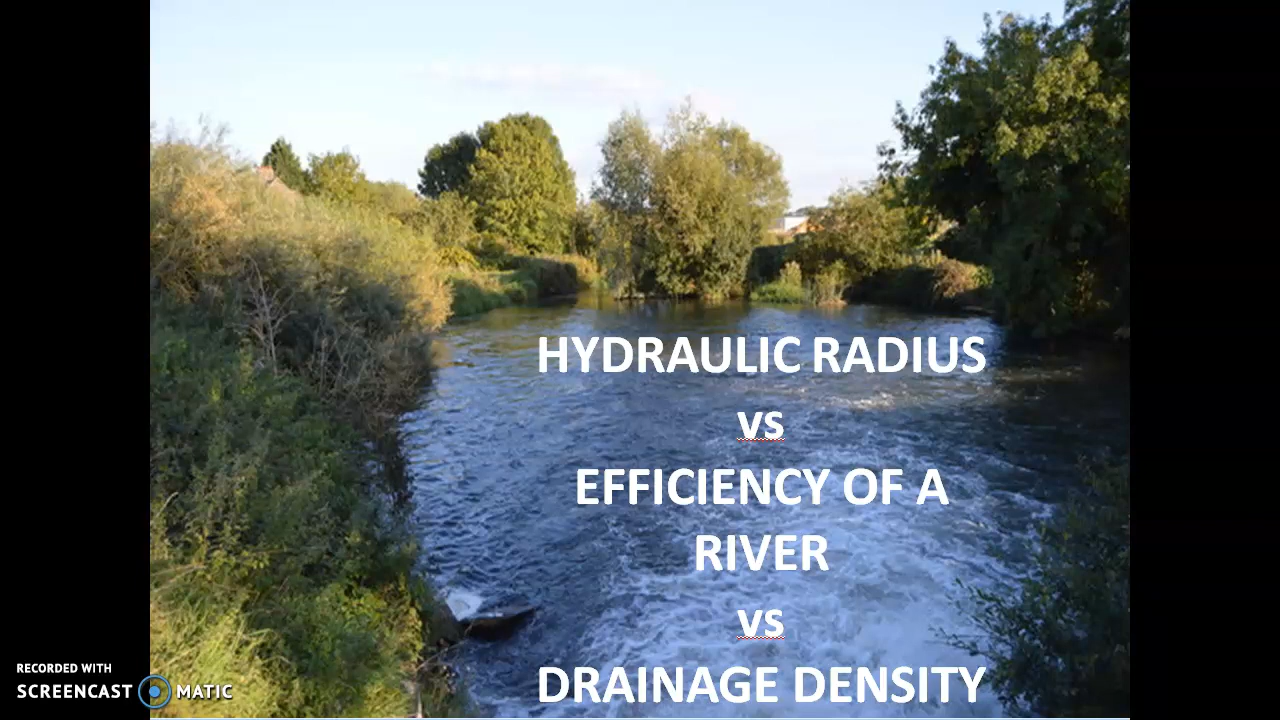 HYDRAULIC RADIUS
vs
EFFICIENCY OF A
RIVER
vs
DRAINAGE DENSITY
RECORDED WITH
SCREENCAST MATIC